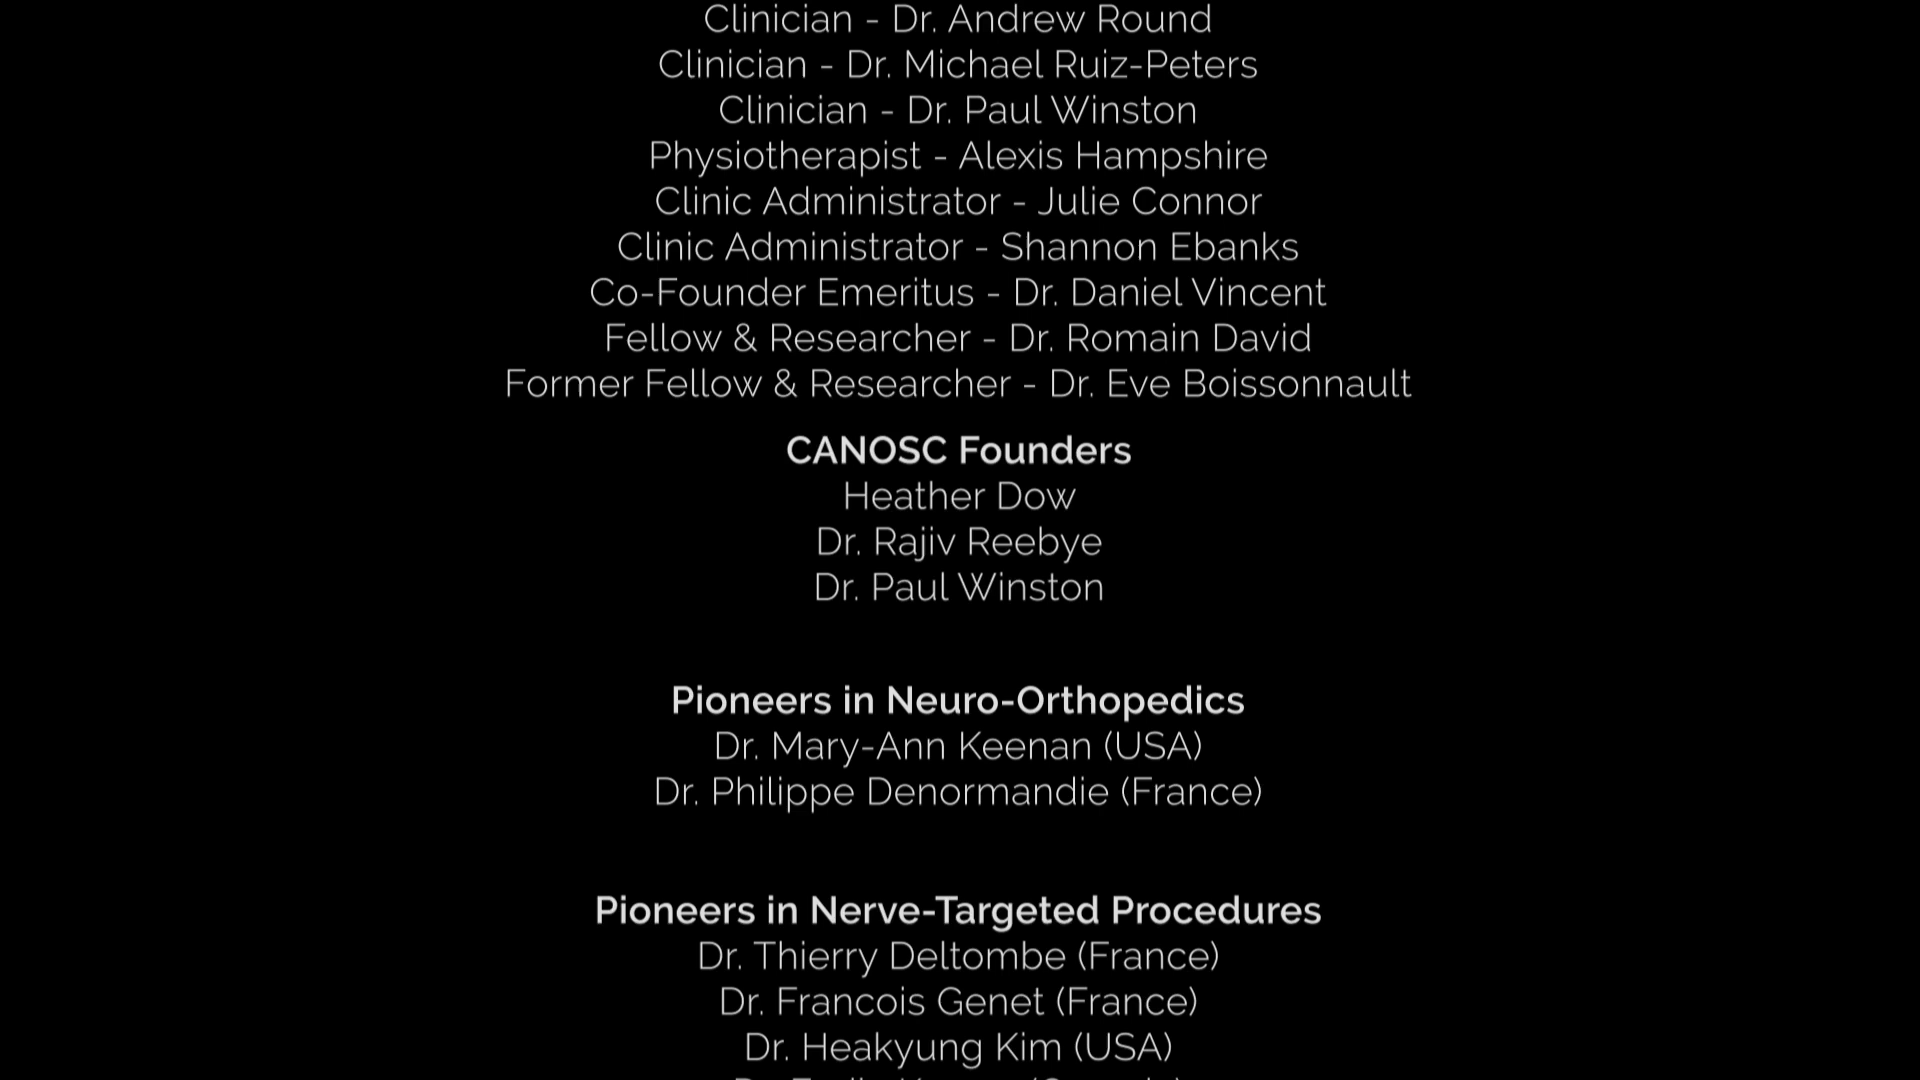 Clinician - Dr. Andrew Round
Clinician - Dr. Michael Ruiz-Peters
Clinician - Dr. Paul Winston
Physiotherapist - Alexis Hampshire
Clinic Administrator - Julie Connor
Clinic Administrator - Shannon Ebanks
Co-Founder Emeritus - Dr. Daniel Vincent
Fellow & Researcher - Dr. Romain David
Former Fellow & Researcher - Dr. Eve Boissonnault
CANOSC Founders
Heather Dow
Dr. Rajiv Reebye
Dr. Paul Winston
Pioneers in Neuro-Orthopedics
Dr. Mary-Ann Keenan (USA)
Dr. Philippe Denormandie (France)
Pioneers in Nerve-Targeted Procedures
Dr. Thierry Deltombe (France)
Dr. Francois Genet (France)
Dr. Heakyung Kim (USA)